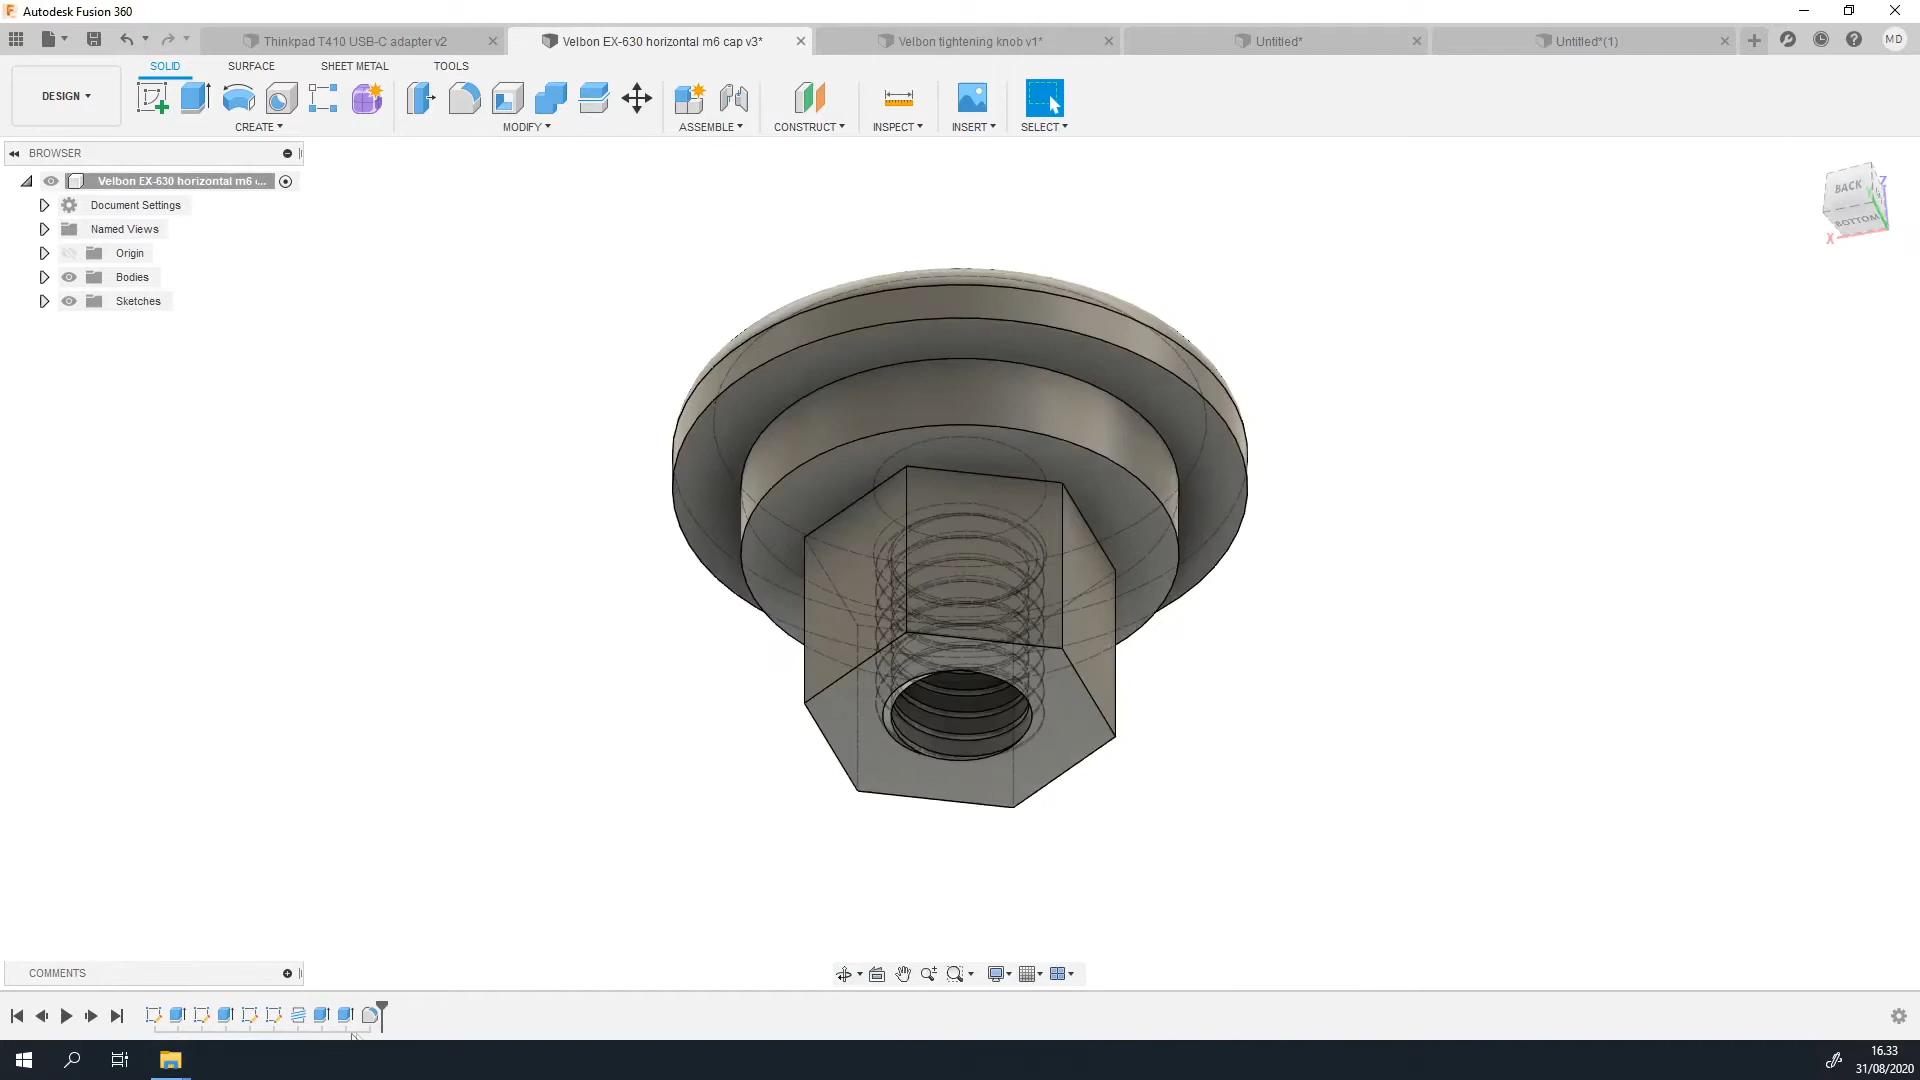 Autodesk Fusion 360
Thinkpad T410 USB-C adapter v2
Velbon EX-630 horizontal m6 cap v3*
Velbon tightening knob v1*
Untitled*
Untitled*(1)
MD
DESIGN
SOLID
SURFACE
SHEET METAL
TOOLS
CREATE
MODIFY
ASSEMBLE
CONSTRUCT
INSPECT
INSERT
SELECT
BROWSER
Velbon EX-630 horizontal m6 c...
Document Settings
Named Views
Origin
Bodies
Sketches
BACK
BOTTOM
Z
X
COMMENTS
16.33
31/08/2020